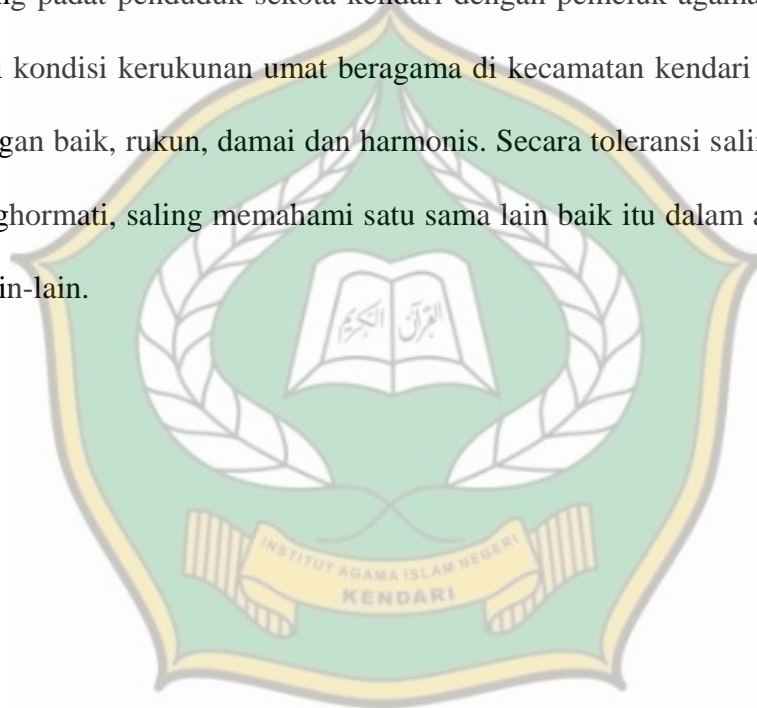 ng padat penduduk sekota kendari dengan pemeluk agama
i kondisi kerukunan umat beragama di kecamatan kendari
gan baik, rukun, damai dan harmonis. Secara toleransi salin
ghormati, saling memahami satu sama lain baik itu dalam a
in-lain.
القرآن الكريم
INSTITUT AGAMA ISLAM NEGERI
KENDARI